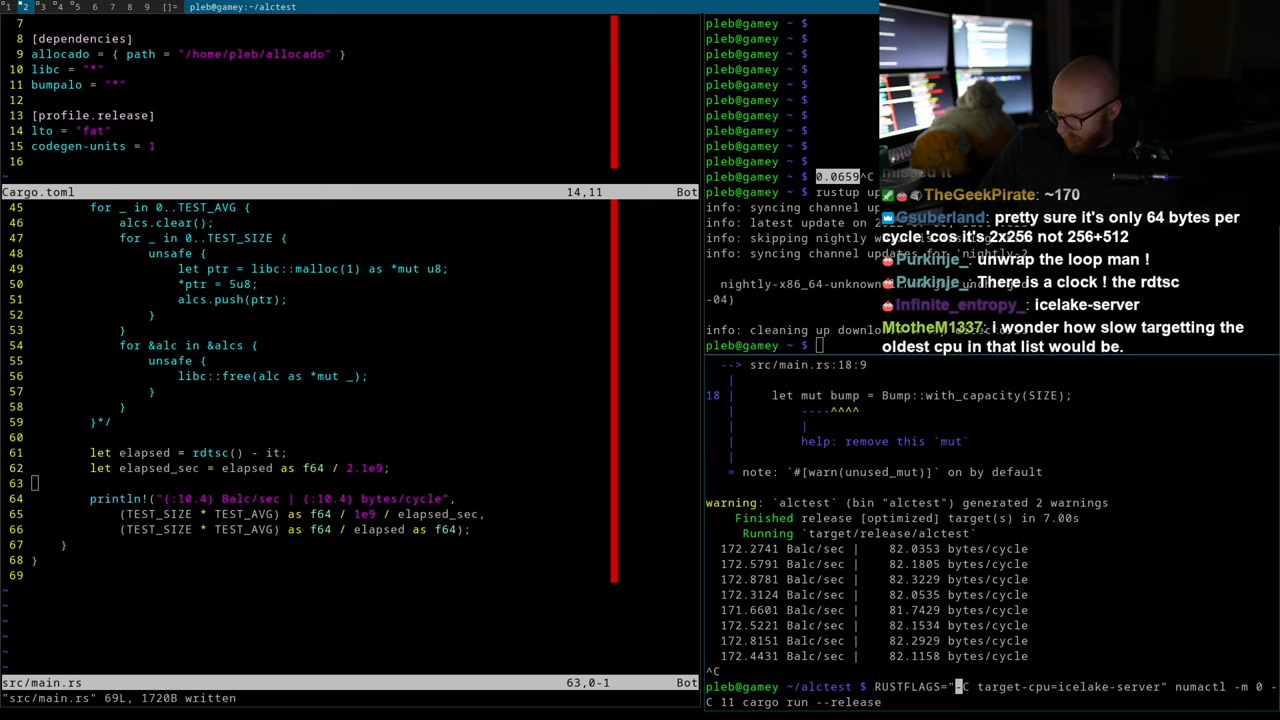 1 2 3 4 5 6 7 8 9 []= pleb@gamey:~/alctest
7
8 [dependencies]
9 allocado = { path = "/home/pleb/allocado" }
10 libc = "*"
11 bumpalo = "*"
12
13 [profile.release]
14 lto = "fat"
15 codegen-units = 1
16
~
Cargo.toml 14,11 Bot
45 for _ in 0..TEST_AVG {
46 alcs.clear();
47 for _ in 0..TEST_SIZE {
48 unsafe {
49 let ptr = libc::malloc(1) as *mut u8;
50 *ptr = 5u8;
51 alcs.push(ptr);
52 }
53 }
54 for &alc in &alcs {
55 unsafe {
56 libc::free(alc as *mut _);
57 }
58 }
59 }*/
60
61 let elapsed = rdtsc() - it;
62 let elapsed_sec = elapsed as f64 / 2.1e9;
63
64 println!("{:10.4} Balc/sec | {:10.4} bytes/cycle",
65 (TEST_SIZE * TEST_AVG) as f64 / 1e9 / elapsed_sec,
66 (TEST_SIZE * TEST_AVG) as f64 / elapsed as f64);
67 }
68 }
69
~
~
~
~
~
~
src/main.rs 63,0-1 Bot
"src/main.rs" 69L, 1720B written
pleb@gamey ~ $
pleb@gamey ~ $
pleb@gamey ~ $
pleb@gamey ~ $
pleb@gamey ~ $
pleb@gamey ~ $
pleb@gamey ~ $
pleb@gamey ~ $
pleb@gamey ~ $
pleb@gamey ~ $
pleb@gamey ~ $ 0.0659^C
pleb@gamey ~ $ rustup up
info: syncing channel up
info: latest update on
info: skipping nightly
info: syncing channel updates for
nightly-x86_64-unknown
-04)
info: cleaning up downlo
pleb@gamey ~ $
missed it
TheGeekPirate: ~170
Gsuberland: pretty sure it's only 64 bytes per
cycle 'cos it's 2x256 not 256+512
Purkinje_: unwrap the loop man !
Purkinje_: There is a clock ! the rdtsc
Infinite_entropy_: icelake-server
MtotheM1337: i wonder how slow targetting the
oldest cpu in that list would be.
--> src/main.rs:18:9
|
18 | let mut bump = Bump::with_capacity(SIZE);
| ----^^^^
| |
| help: remove this `mut`
|
= note: `#[warn(unused_mut)]` on by default
warning: `alctest` (bin "alctest") generated 2 warnings
Finished release [optimized] target(s) in 7.00s
Running `target/release/alctest`
172.2741 Balc/sec | 82.0353 bytes/cycle
172.5791 Balc/sec | 82.1805 bytes/cycle
172.8781 Balc/sec | 82.3229 bytes/cycle
172.3124 Balc/sec | 82.0535 bytes/cycle
171.6601 Balc/sec | 81.7429 bytes/cycle
172.5221 Balc/sec | 82.1534 bytes/cycle
172.8151 Balc/sec | 82.2929 bytes/cycle
172.4431 Balc/sec | 82.1158 bytes/cycle
^C
pleb@gamey ~/alctest $ RUSTFLAGS="-C target-cpu=icelake-server" numactl -m 0 -
C 11 cargo run --release